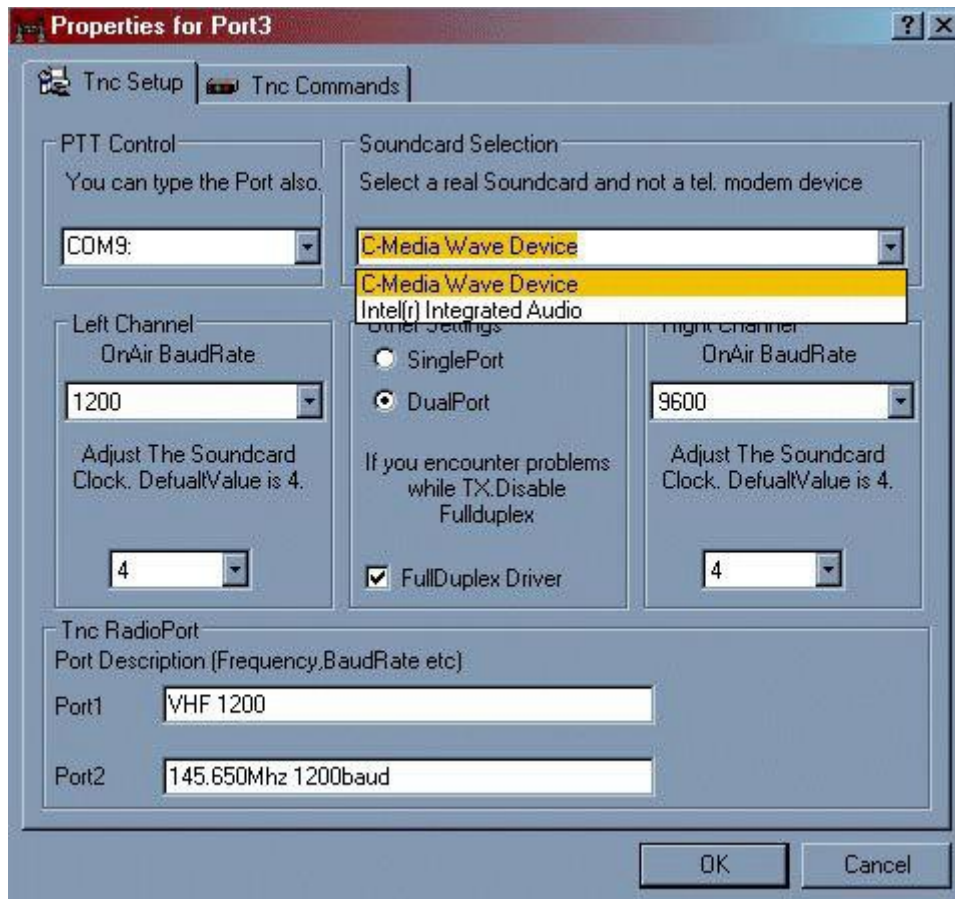 Properties for Port3
Tnc Setup
Tnc Commands
PTT Control
You can type the Port also.
COM9:
Soundcard Selection
Select a real Soundcard and not a tel. modem device
C-Media Wave Device
C-Media Wave Device
Intel(r) Integrated Audio
Left Channel
OnAir BaudRate
1200
Adjust The Soundcard
Clock. DefualtValue is 4.
4
Other Settings
SinglePort
DualPort
If you encounter problems
while TX.Disable
Fullduplex
FullDuplex Driver
Right Channel
OnAir BaudRate
9600
Adjust The Soundcard
Clock. DefualtValue is 4.
4
Tnc RadioPort
Port Description (Frequency,BaudRate etc)
Port1
VHF 1200
Port2
145.650Mhz 1200baud
OK
Cancel